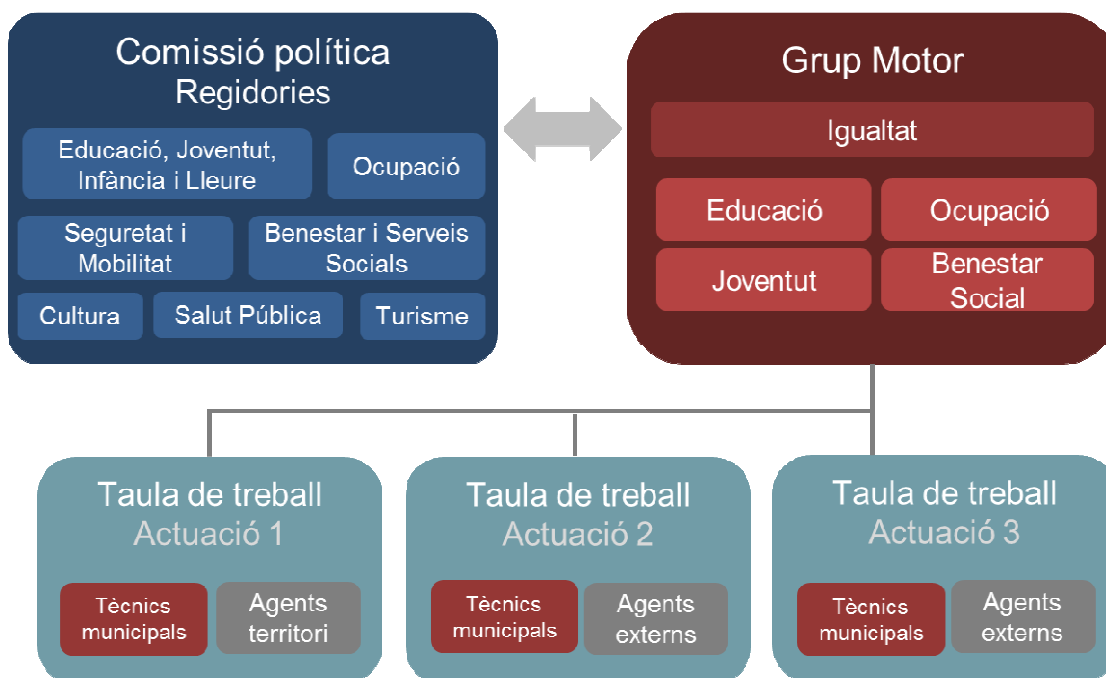 Comissió política
Regidories
Educació, Joventut,
Infància i Lleure
Ocupació
Seguretat i
Mobilitat
Benestar i Serveis
Socials
Cultura
Salut Pública
Turisme
Grup Motor
Igualtat
Educació
Ocupació
Joventut
Benestar
Social
Taula de treball
Actuació 1
Tècnics
municipals
Agents
territori
Taula de treball
Actuació 2
Tècnics
municipals
Agents
externs
Taula de treball
Actuació 3
Tècnics
municipals
Agents
externs